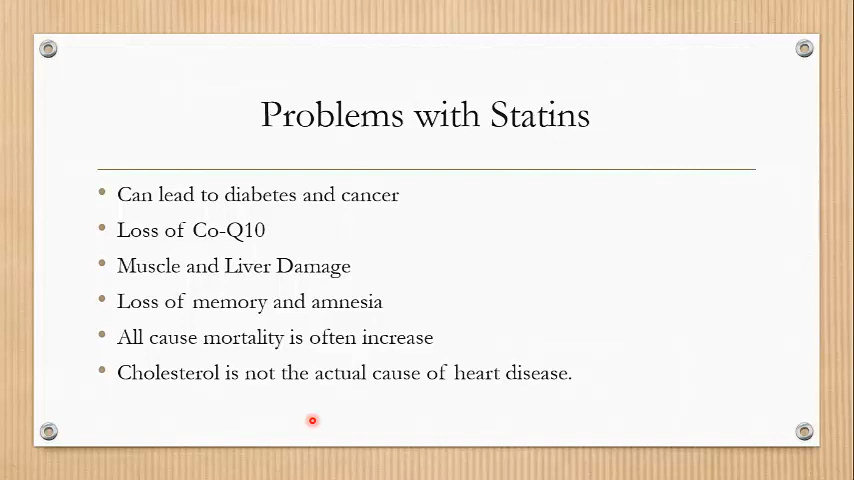 Problems with Statins
Can lead to diabetes and cancer
Loss of Co-Q10
Muscle and Liver Damage
Loss of memory and amnesia
All cause mortality is often increase
Cholesterol is not the actual cause of heart disease.